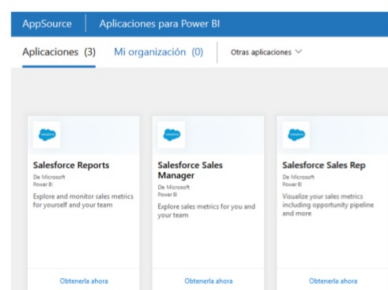 AppSource Aplicaciones para Power BI
Aplicaciones (3) Mi organización (0) Otras aplicaciones
Salesforce Reports
De Microsoft
Power BI
Explore and monitor sales metrics
for yourself and your team
Obtenerla ahora
Salesforce Sales
Manager
De Microsoft
Power BI
Explore sales metrics for you and
your team
Obtenerla ahora
Salesforce Sales Rep
De Microsoft
Power BI
Visualize your sales metrics
including opportunity pipeline
and more
Obtenerla ahora